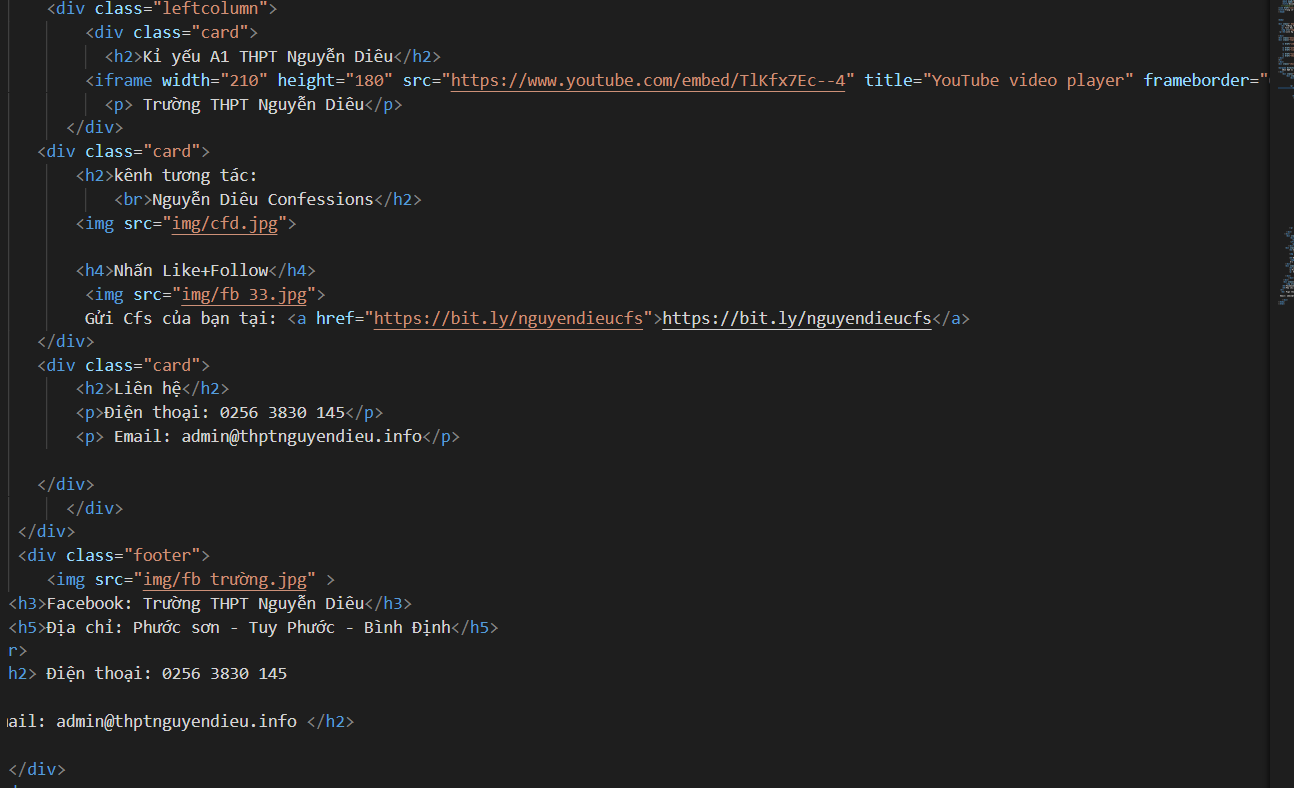 <div class="leftcolumn">
<div class="card">
<h2>Kỉ yếu A1 THPT Nguyễn Diêu</h2>
<iframe width="210" height="180" src="https://www.youtube.com/embed/TlKfx7Ec--4" title="YouTube video player" frameborder="
<p> Trường THPT Nguyễn Diêu</p>
</div>
<div class="card">
<h2>kênh tương tác:
<br>Nguyễn Diêu Confessions</h2>
<img src="img/cfd.jpg">
<h4>Nhấn Like+Follow</h4>
<img src="img/fb 33.jpg">
Gửi Cfs của bạn tại: <a href="https://bit.ly/nguyendieucfs">https://bit.ly/nguyendieucfs</a>
</div>
<div class="card">
<h2>Liên hệ</h2>
<p>Điện thoại: 0256 3830 145</p>
<p> Email: admin@thptnguyendieu.info</p>
</div>
</div>
</div>
<div class="footer">
<img src="img/fb trường.jpg" >
<h3>Facebook: Trường THPT Nguyễn Diêu</h3>
<h5>Địa chỉ: Phước sơn - Tuy Phước - Bình Định</h5>
r>
h2> Điện thoại: 0256 3830 145
ail: admin@thptnguyendieu.info </h2>
</div>